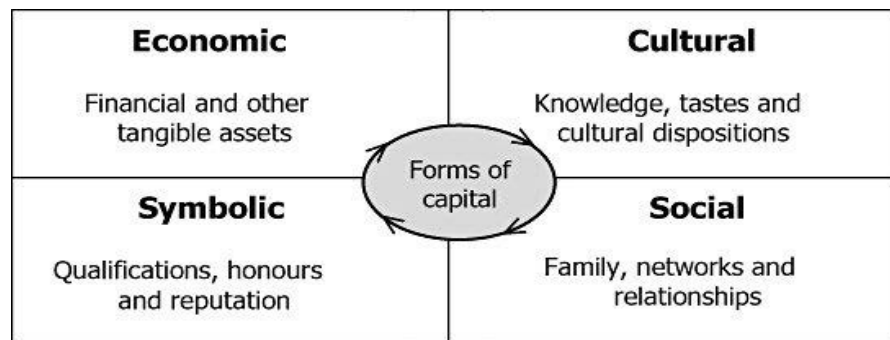 Economic
Financial and other
tangible assets
Cultural
Knowledge, tastes and
cultural dispositions
Forms of
capital
Symbolic
Qualifications, honours
and reputation
Social
Family, networks and
relationships